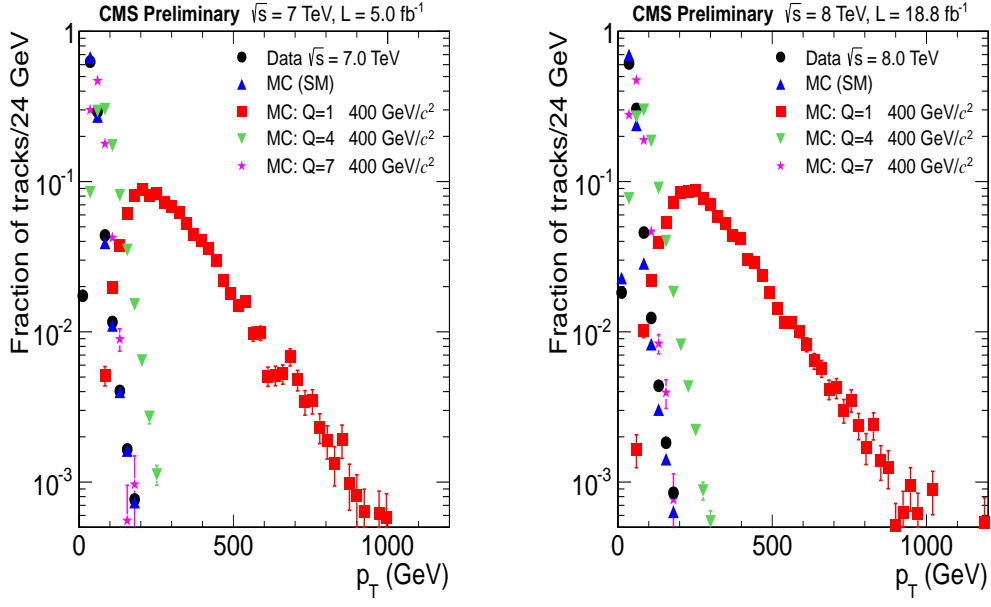 CMS Preliminary √s = 7 TeV, L = 5.0 fb⁻¹
Fraction of tracks/24 GeV
1
10⁻¹
10⁻²
10⁻³
Data √s = 7.0 TeV
MC (SM)
MC: Q=1 400 GeV/c²
MC: Q=4 400 GeV/c²
MC: Q=7 400 GeV/c²
0 500 1000
p_T (GeV)
CMS Preliminary √s = 8 TeV, L = 18.8 fb⁻¹
Fraction of tracks/24 GeV
1
10⁻¹
10⁻²
10⁻³
Data √s = 8.0 TeV
MC (SM)
MC: Q=1 400 GeV/c²
MC: Q=4 400 GeV/c²
MC: Q=7 400 GeV/c²
0 500 1000
p_T (GeV)